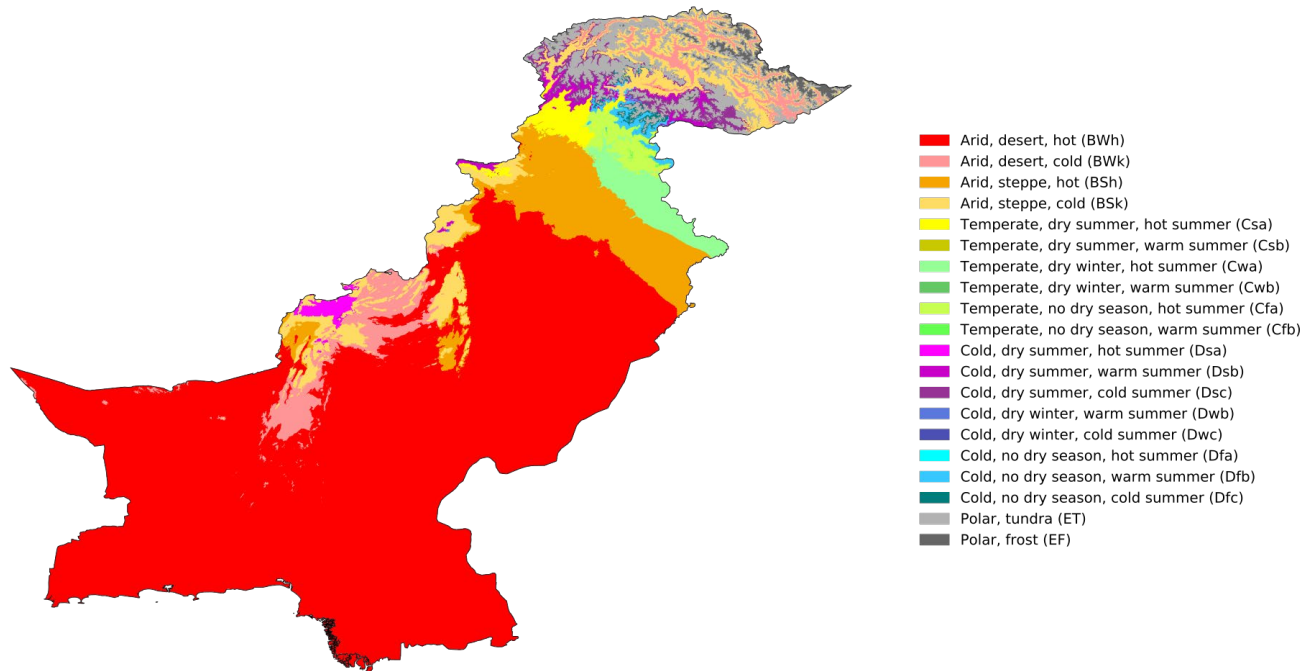 Arid, desert, hot (BWh)
Arid, desert, cold (BWk)
Arid, steppe, hot (BSh)
Arid, steppe, cold (BSk)
Temperate, dry summer, hot summer (Csa)
Temperate, dry summer, warm summer (Csb)
Temperate, dry winter, hot summer (Cwa)
Temperate, dry winter, warm summer (Cwb)
Temperate, no dry season, hot summer (Cfa)
Temperate, no dry season, warm summer (Cfb)
Cold, dry summer, hot summer (Dsa)
Cold, dry summer, warm summer (Dsb)
Cold, dry summer, cold summer (Dsc)
Cold, dry winter, warm summer (Dwb)
Cold, dry winter, cold summer (Dwc)
Cold, no dry season, hot summer (Dfa)
Cold, no dry season, warm summer (Dfb)
Cold, no dry season, cold summer (Dfc)
Polar, tundra (ET)
Polar, frost (EF)